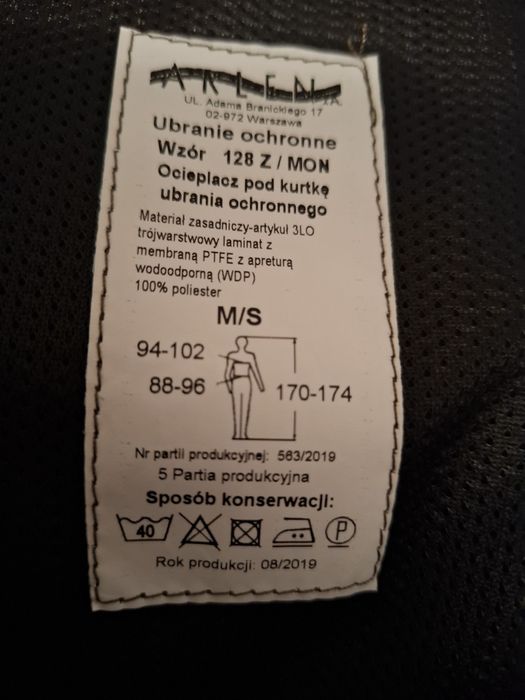 ARLEN S.A.
UL. Adama Branickiego 17
02-972 Warszawa
Ubranie ochronne
Wzór 128 Z / MON
Ocieplacz pod kurtkę
ubrania ochronnego
Materiał zasadniczy-artykuł 3LO
trójwarstwowy laminat z
membraną PTFE z apreturą
wodoodporną (WDP)
100% poliester
M/S
94-102
88-96
170-174
Nr partii produkcyjnej: 563/2019
5 Partia produkcyjna
Sposób konserwacji:
40 P
Rok produkcji: 08/2019